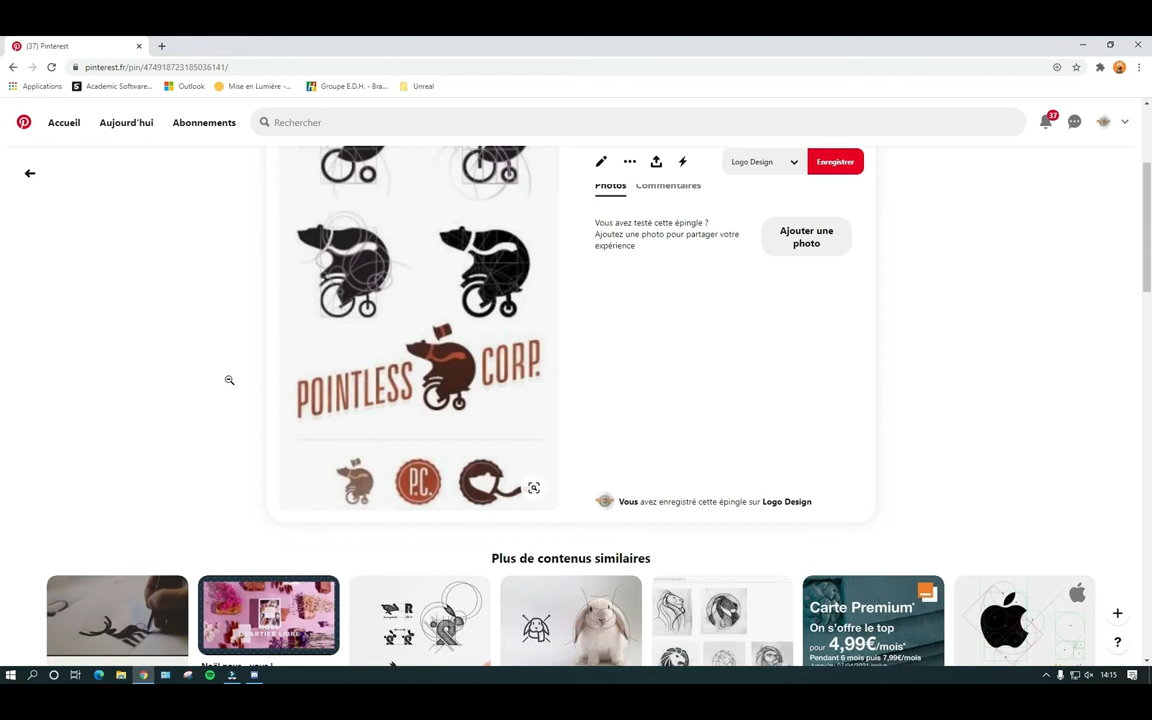 (37) Pinterest
pinterest.fr/pin/474918723185036141/
Applications
Academic Software...
Outlook
Mise en Lumière -...
Groupe E.D.H. - Bra...
Unreal
Accueil
Aujourd'hui
Abonnements
Rechercher
37
Logo Design
Enregistrer
Photos
Commentaires
Vous avez testé cette épingle ?
Ajoutez une photo pour partager votre
expérience
Ajouter une
photo
POINTLESS CORP.
P.C.
Vous avez enregistré cette épingle sur Logo Design
Plus de contenus similaires
QUARTIER LIBRE
Carte Premium*
On s'offre le top
pour 4,99€/mois*
Pendant 6 mois puis 7,99€/mois
R
14:15